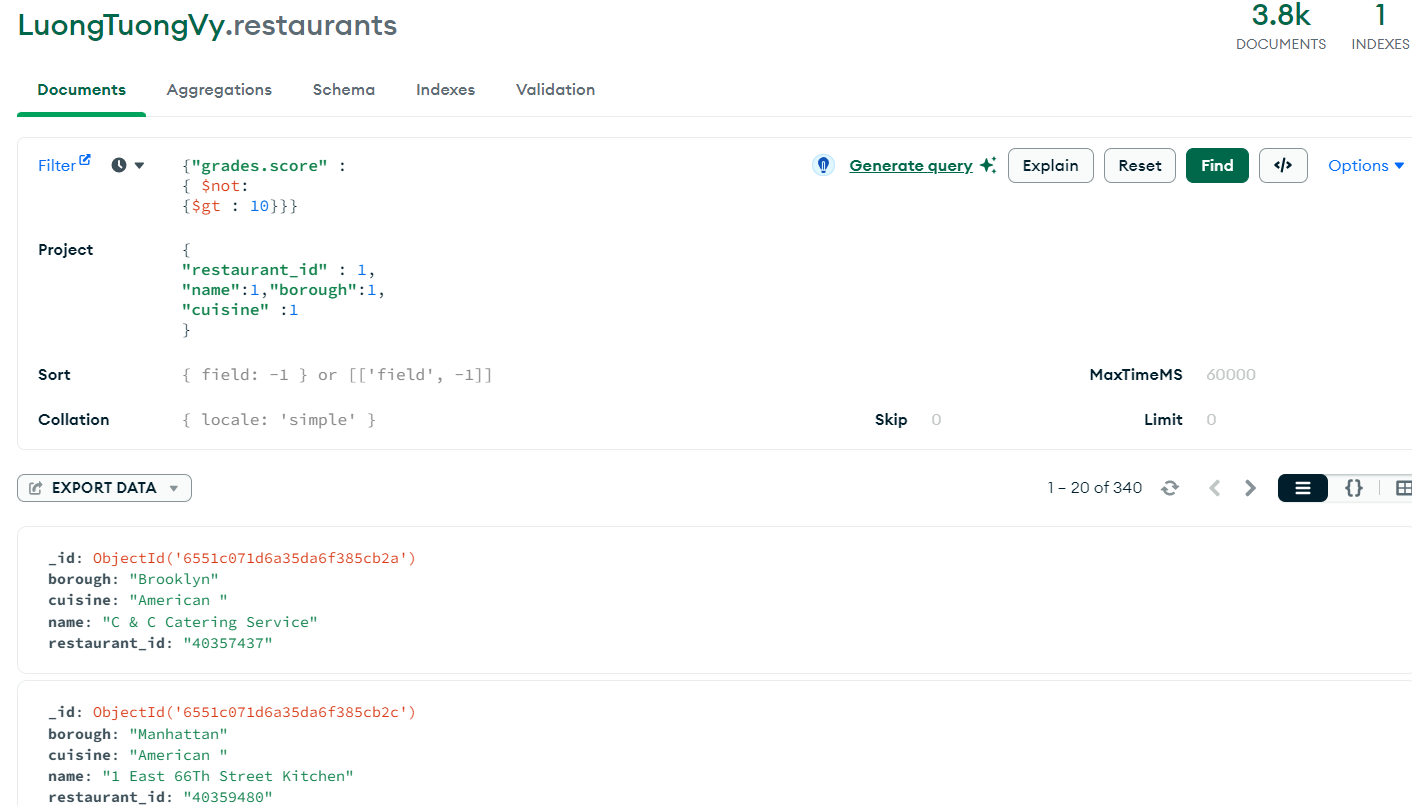 LuongTuongVy.restaurants
3.8k
DOCUMENTS
1
INDEXES
Documents Aggregations Schema Indexes Validation
Filter
{"grades.score" :
{ $not:
{$gt : 10}}}
Generate query Explain Reset Find </> Options
Project
{
"restaurant_id" : 1,
"name":1,"borough":1,
"cuisine" :1
}
Sort { field: -1 } or [['field', -1]] MaxTimeMS 60000
Collation { locale: 'simple' } Skip 0 Limit 0
EXPORT DATA 1 – 20 of 340 {}
_id: ObjectId('6551c071d6a35da6f385cb2a')
borough: "Brooklyn"
cuisine: "American "
name: "C & C Catering Service"
restaurant_id: "40357437"
_id: ObjectId('6551c071d6a35da6f385cb2c')
borough: "Manhattan"
cuisine: "American "
name: "1 East 66Th Street Kitchen"
restaurant_id: "40359480"